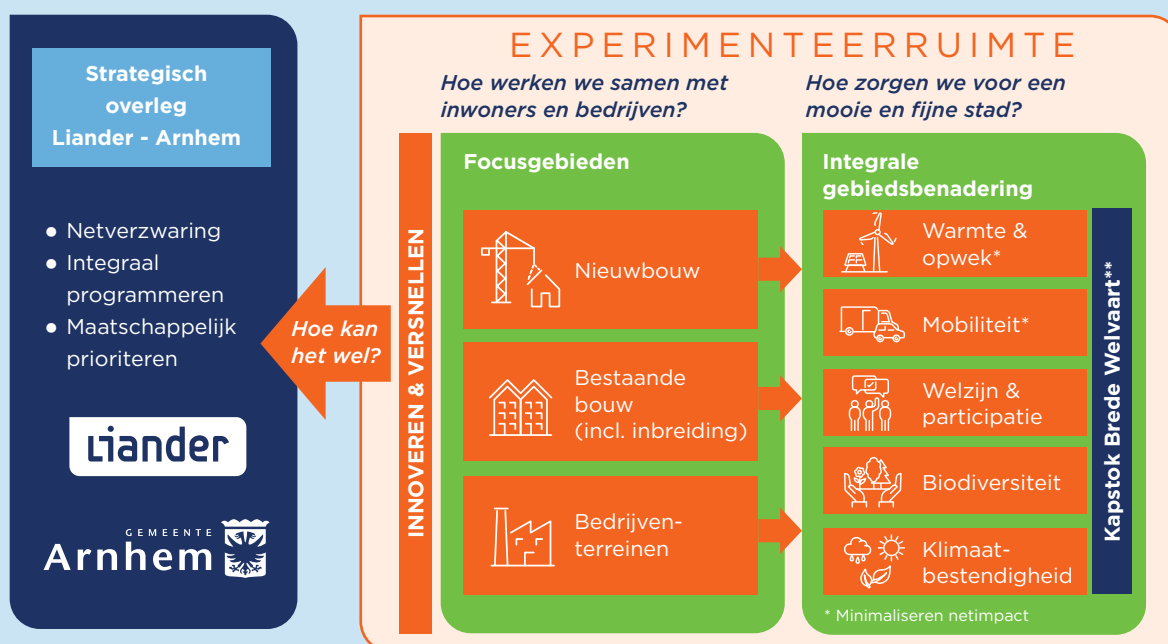 Strategisch
overleg
Liander - Arnhem
● Netverzwaring
● Integraal
programmeren
● Maatschappelijk
prioriteren
Liander
GEMEENTE
Arnhem
Hoe kan
het wel?
EXPERIMENTEERRUIMTE
INNOVEREN & VERSNELLEN
Hoe werken we samen met
inwoners en bedrijven?
Focusgebieden
Nieuwbouw
Bestaande
bouw
(incl. inbreiding)
Bedrijven-
terreinen
Hoe zorgen we voor een
mooie en fijne stad?
Integrale
gebiedsbenadering
Warmte &
opwek*
Mobiliteit*
Welzijn &
participatie
Biodiversiteit
Klimaat-
bestendigheid
* Minimaliseren netimpact
Kapstok Brede Welvaart**